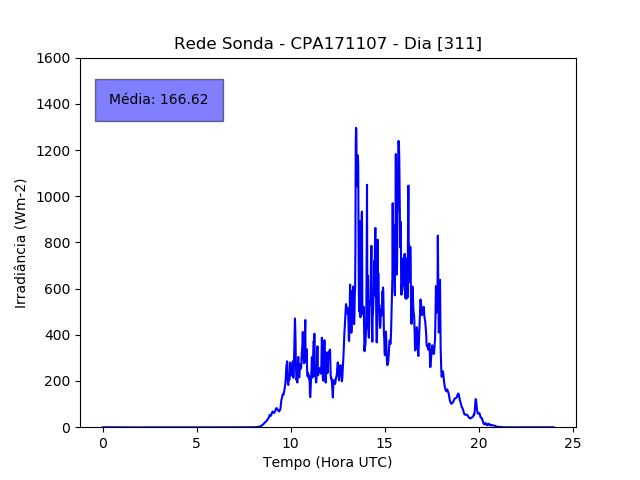 Rede Sonda - CPA171107 - Dia [311]
Média: 166.62
Irradiância (Wm-2)
1600
1400
1200
1000
800
600
400
200
0
0 5 10 15 20 25
Tempo (Hora UTC)